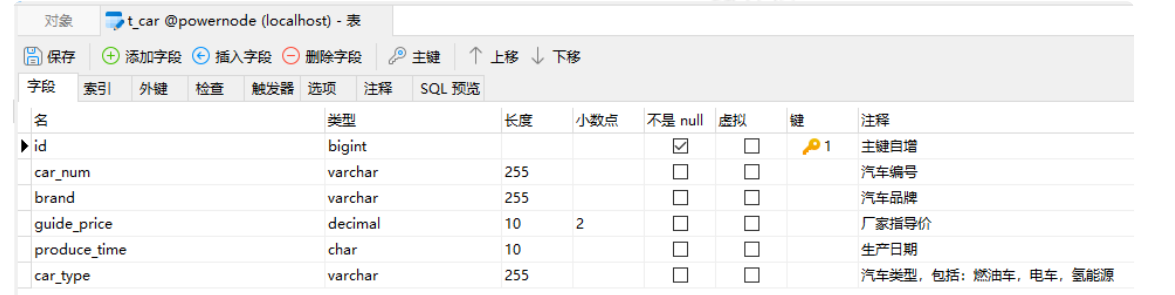 对象 t_car @powernode (localhost) - 表
保存 添加字段 插入字段 删除字段 主键 ↑ 上移 ↓ 下移
字段 索引 外键 检查 触发器 选项 注释 SQL 预览
名 类型 长度 小数点 不是 null 虚拟 键 注释
id bigint 1 主键自增
car_num varchar 255 汽车编号
brand varchar 255 汽车品牌
guide_price decimal 10 2 厂家指导价
produce_time char 10 生产日期
car_type varchar 255 汽车类型，包括：燃油车，电车，氢能源